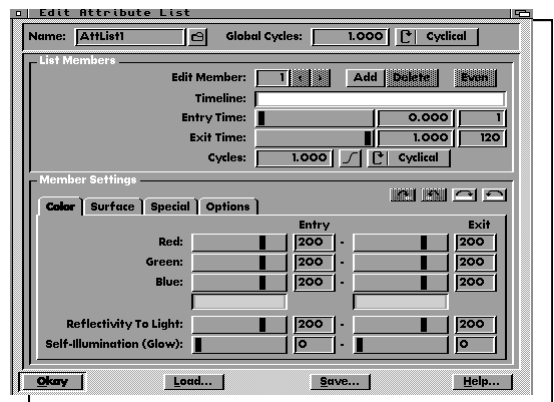 Edit Attribute List
Name: AttList1 Global Cycles: 1.000 Cyclical
List Members
Edit Member: 1 < > Add Delete Even
Timeline:
Entry Time: 0.000 1
Exit Time: 1.000 120
Cycles: 1.000 Cyclical
Member Settings
Color Surface Special Options
Entry Exit
Red: 200 - 200
Green: 200 - 200
Blue: 200 - 200
Reflectivity To Light: 200 - 200
Self-Illumination (Glow): 0 - 0
Okay Load... Save... Help...